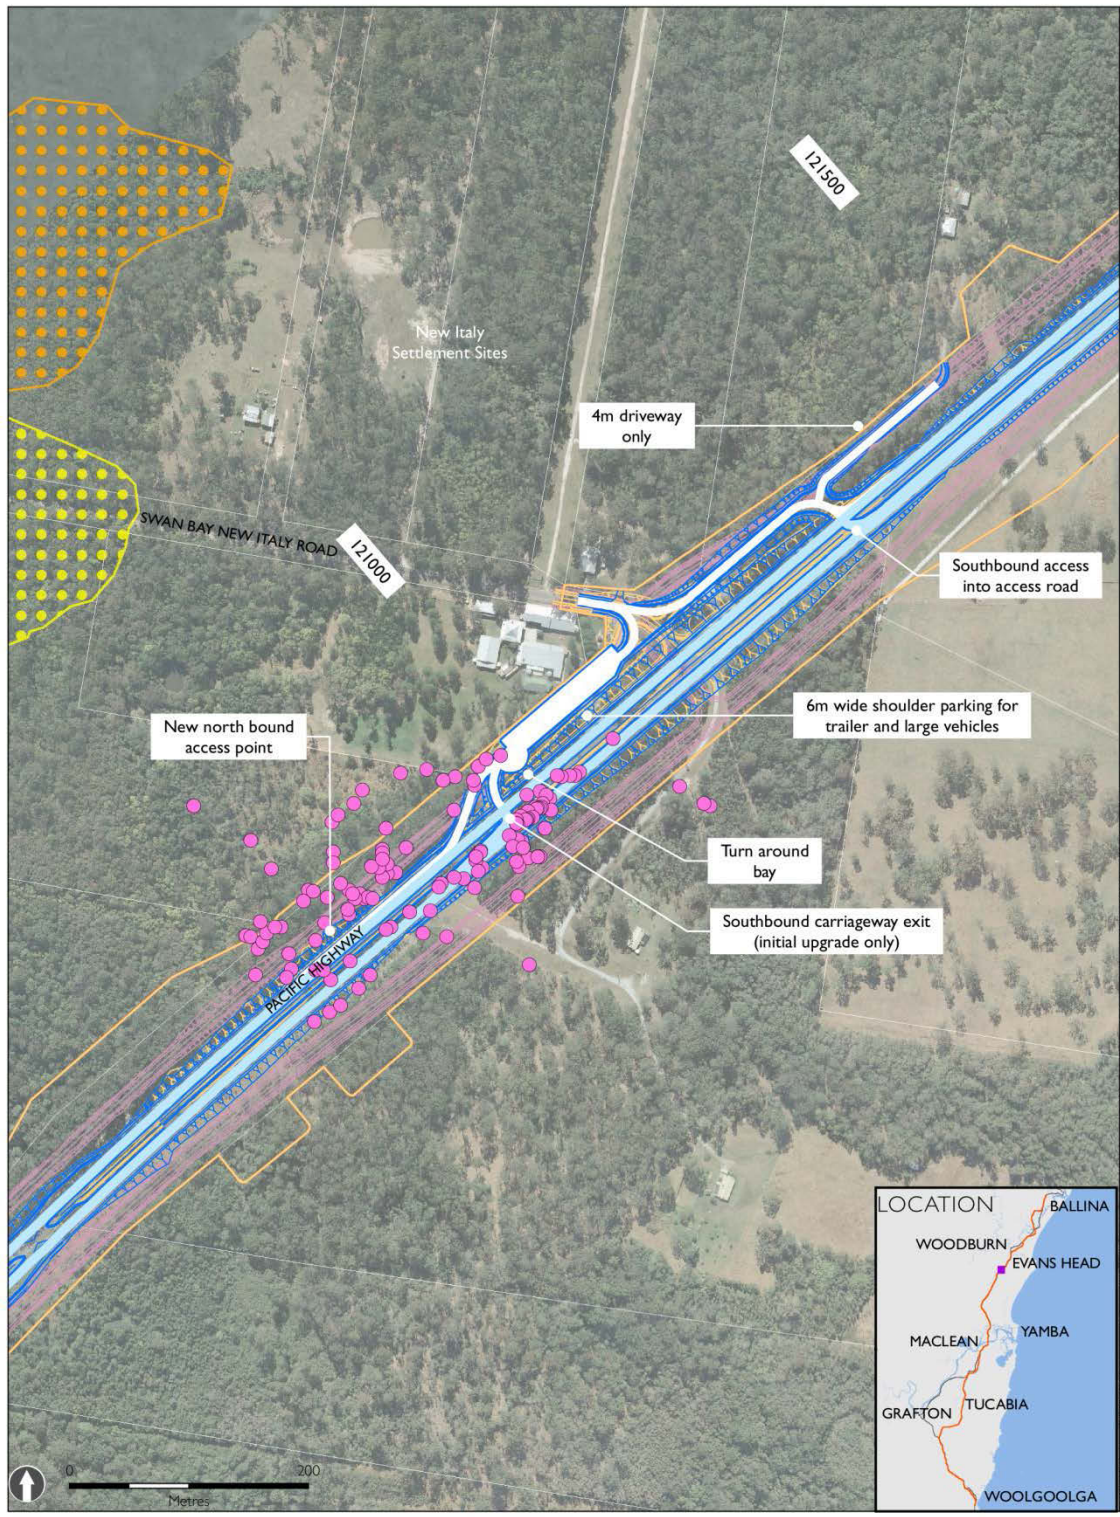 121500
New Italy
Settlement Sites
4m driveway
only
SWAN BAY NEW ITALY ROAD
121000
Southbound access
into access road
New north bound
access point
6m wide shoulder parking for
trailer and large vehicles
Turn around
bay
Southbound carriageway exit
(initial upgrade only)
PACIFIC HIGHWAY
LOCATION
BALLINA
WOODBURN
EVANS HEAD
YAMBA
MACLEAN
TUCABIA
GRAFTON
WOOLGOOLGA
0 200
Metres